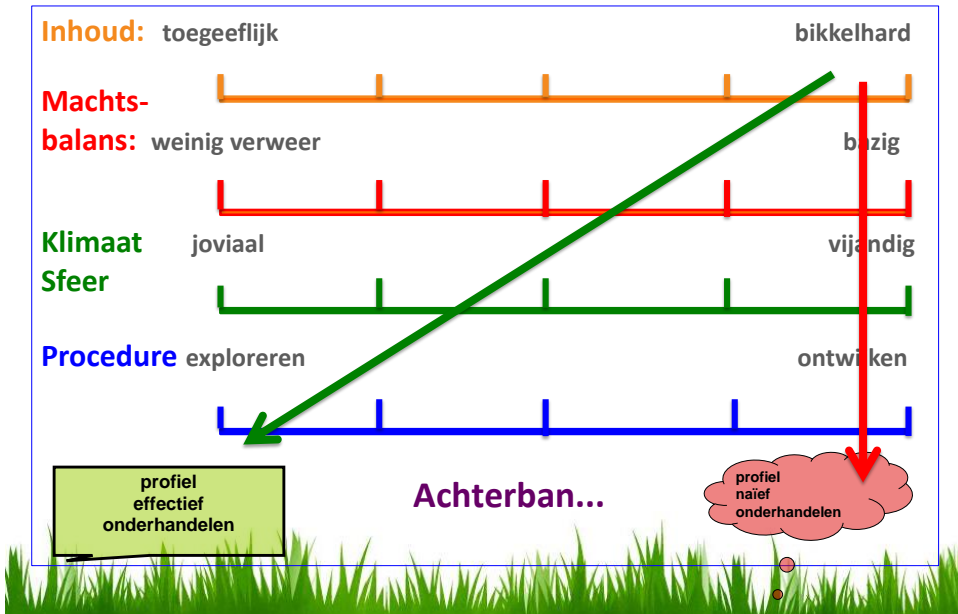 Inhoud: toegeeflijk bikkelhard
Machts-
balans: weinig verweer bazig
Klimaat joviaal vijandig
Sfeer
Procedure exploreren ontwijken
profiel
effectief
onderhandelen
Achterban...
profiel
naïef
onderhandelen